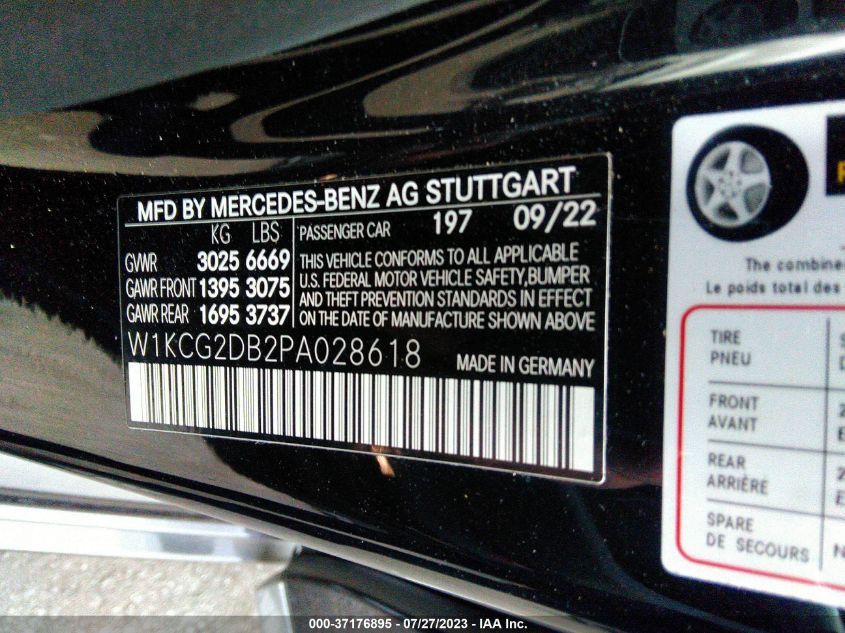 MFD BY MERCEDES-BENZ AG STUTTGART
KG LBS
GVWR 3025 6669
GAWR FRONT 1395 3075
GAWR REAR 1695 3737
PASSENGER CAR 197 09/22
THIS VEHICLE CONFORMS TO ALL APPLICABLE
U.S. FEDERAL MOTOR VEHICLE SAFETY,BUMPER
AND THEFT PREVENTION STANDARDS IN EFFECT
ON THE DATE OF MANUFACTURE SHOWN ABOVE
W1KCG2DB2PA028618 MADE IN GERMANY
The combine
Le poids total des
TIRE
PNEU
FRONT
AVANT
REAR
ARRIÈRE
SPARE
DE SECOURS
000-37176895 - 07/27/2023 - IAA Inc.